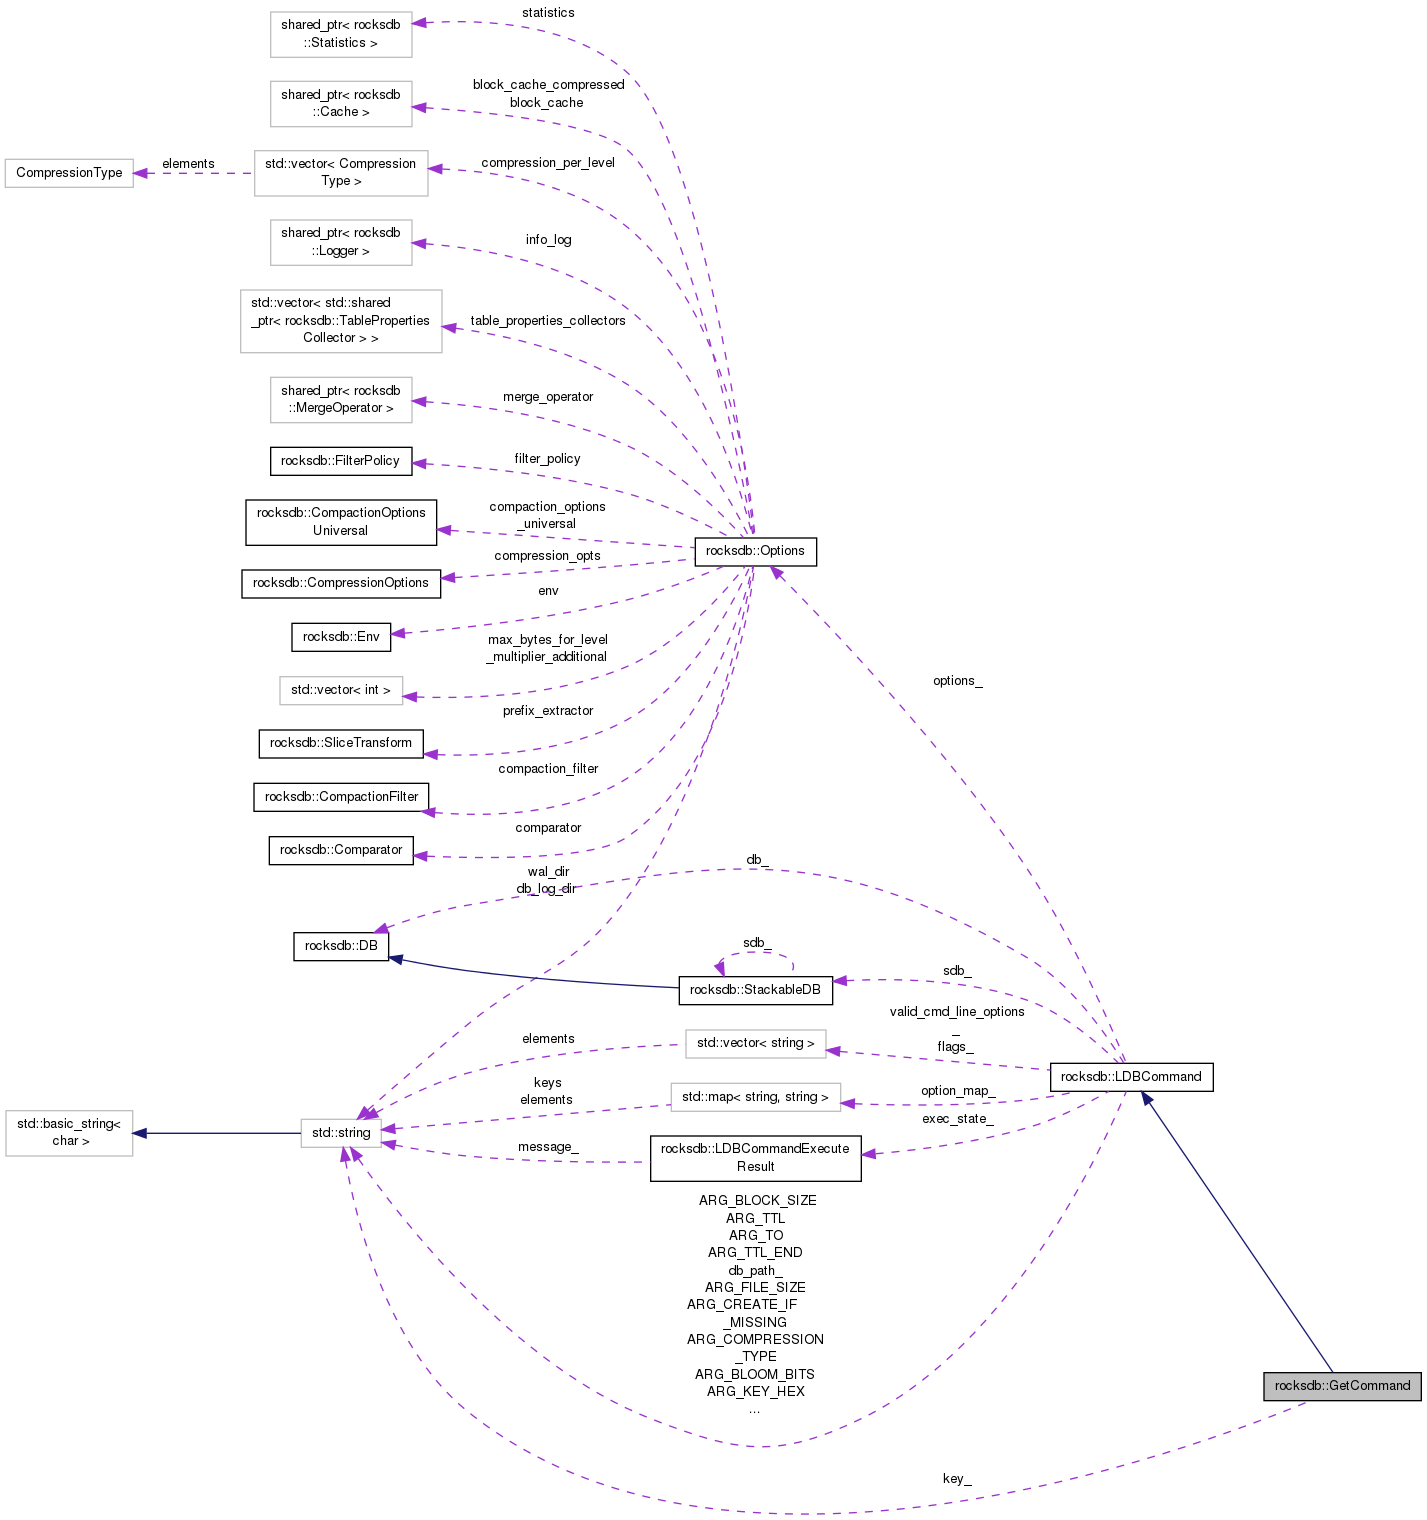 statistics
shared_ptr< rocksdb
::Statistics >
block_cache_compressed
block_cache
shared_ptr< rocksdb
::Cache >
compression_per_level
elements
CompressionType
std::vector< Compression
Type >
info_log
shared_ptr< rocksdb
::Logger >
table_properties_collectors
std::vector< std::shared
_ptr< rocksdb::TableProperties
Collector > >
merge_operator
shared_ptr< rocksdb
::MergeOperator >
filter_policy
rocksdb::FilterPolicy
compaction_options
_universal
rocksdb::CompactionOptions
Universal
rocksdb::Options
compression_opts
rocksdb::CompressionOptions
env
rocksdb::Env
max_bytes_for_level
_multiplier_additional
std::vector< int >
options_
prefix_extractor
rocksdb::SliceTransform
compaction_filter
rocksdb::CompactionFilter
comparator
rocksdb::Comparator
db_
wal_dir
db_log_dir
rocksdb::DB
sdb_
sdb_
rocksdb::StackableDB
valid_cmd_line_options
_
flags_
elements
std::vector< string >
rocksdb::LDBCommand
keys
elements
std::map< string, string >
option_map_
exec_state_
std::basic_string<
char >
std::string
message_
rocksdb::LDBCommandExecute
Result
ARG_BLOCK_SIZE
ARG_TTL
ARG_TO
ARG_TTL_END
db_path_
ARG_FILE_SIZE
ARG_CREATE_IF
_MISSING
ARG_COMPRESSION
_TYPE
ARG_BLOOM_BITS
ARG_KEY_HEX
...
rocksdb::GetCommand
key_